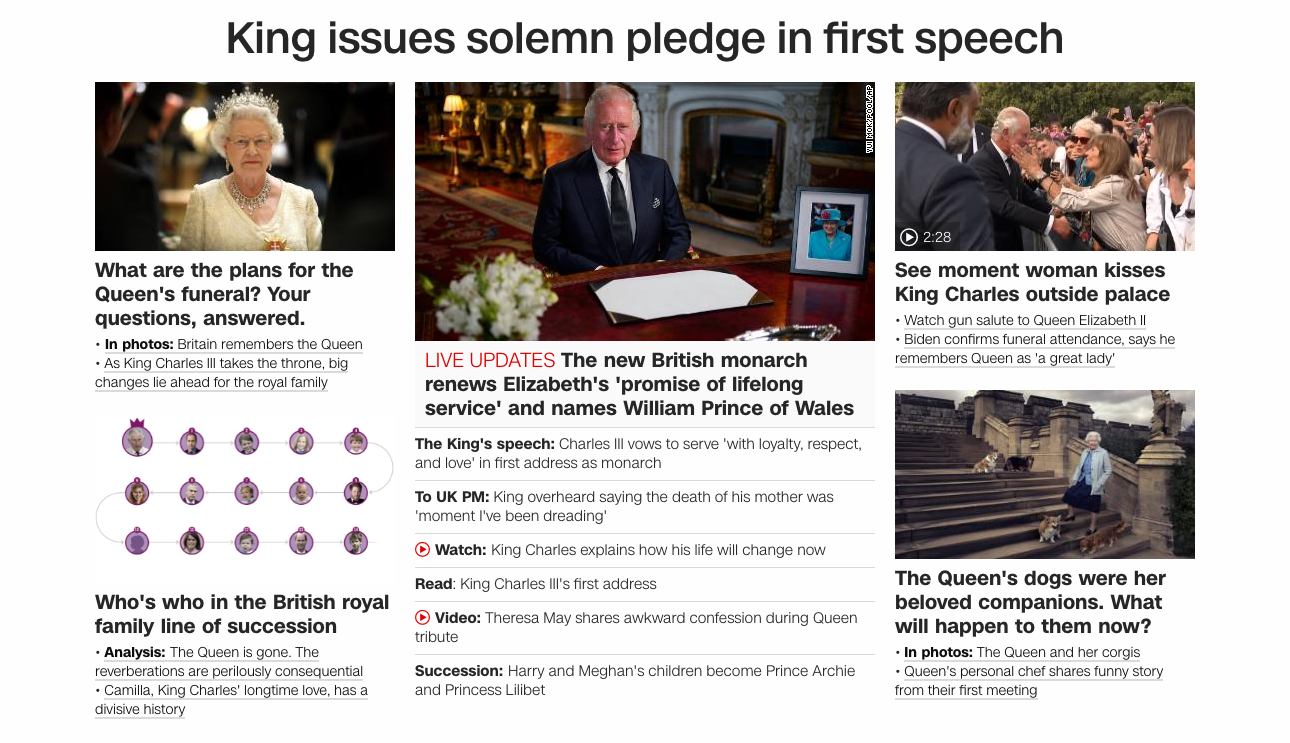 King issues solemn pledge in first speech
What are the plans for the
Queen's funeral? Your
questions, answered.
• In photos: Britain remembers the Queen
• As King Charles III takes the throne, big
changes lie ahead for the royal family
Who's who in the British royal
family line of succession
• Analysis: The Queen is gone. The
reverberations are perilously consequential
• Camilla, King Charles' longtime love, has a
divisive history
YUI MOK/POOL/AP
LIVE UPDATES The new British monarch
renews Elizabeth's 'promise of lifelong
service' and names William Prince of Wales
The King's speech: Charles III vows to serve 'with loyalty, respect,
and love' in first address as monarch
To UK PM: King overheard saying the death of his mother was
'moment I've been dreading'
Watch: King Charles explains how his life will change now
Read: King Charles III's first address
Video: Theresa May shares awkward confession during Queen
tribute
Succession: Harry and Meghan's children become Prince Archie
and Princess Lilibet
2:28
See moment woman kisses
King Charles outside palace
• Watch gun salute to Queen Elizabeth II
• Biden confirms funeral attendance, says he
remembers Queen as 'a great lady'
The Queen's dogs were her
beloved companions. What
will happen to them now?
• In photos: The Queen and her corgis
• Queen's personal chef shares funny story
from their first meeting